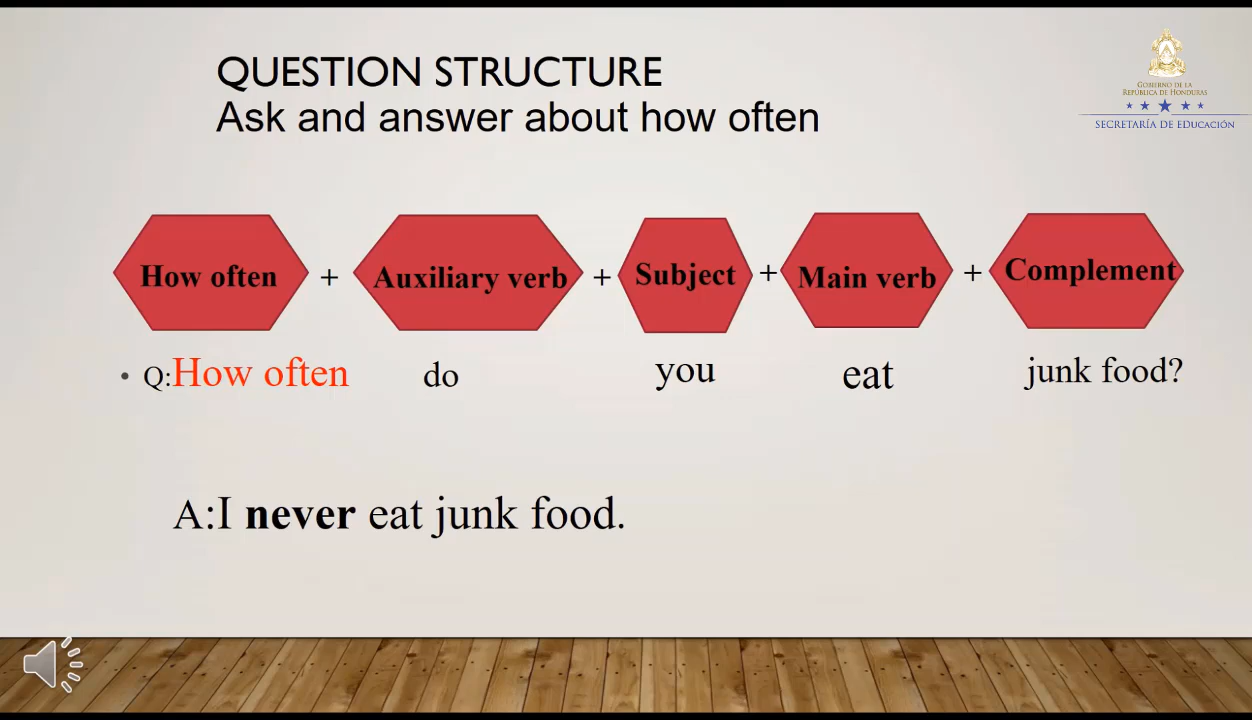 QUESTION STRUCTURE
Ask and answer about how often
GOBIERNO DE LA
REPÚBLICA DE HONDURAS
SECRETARÍA DE EDUCACIÓN
How often + Auxiliary verb + Subject + Main verb + Complement
• Q:How often do you eat junk food?
A:I never eat junk food.